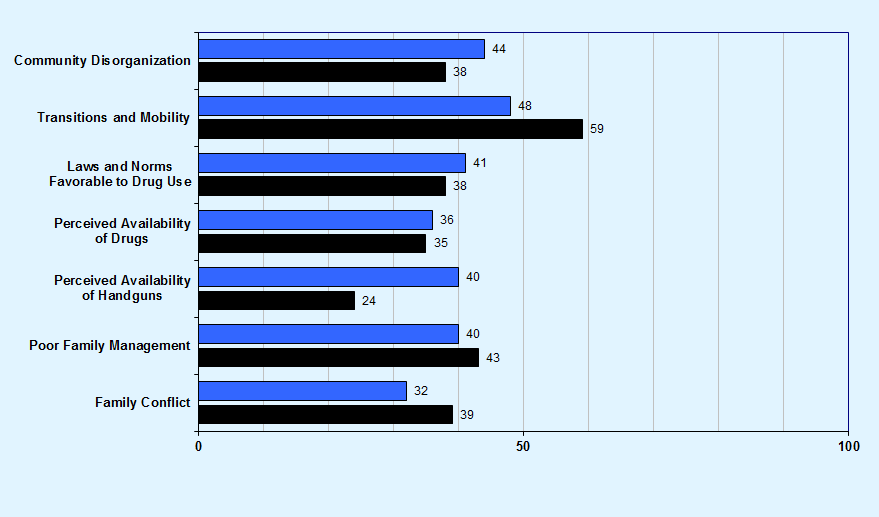 Community Disorganization
44
38
Transitions and Mobility
48
59
Laws and Norms
Favorable to Drug Use
41
38
Perceived Availability
of Drugs
36
35
Perceived Availability
of Handguns
40
24
Poor Family Management
40
43
Family Conflict
32
39
0 50 100